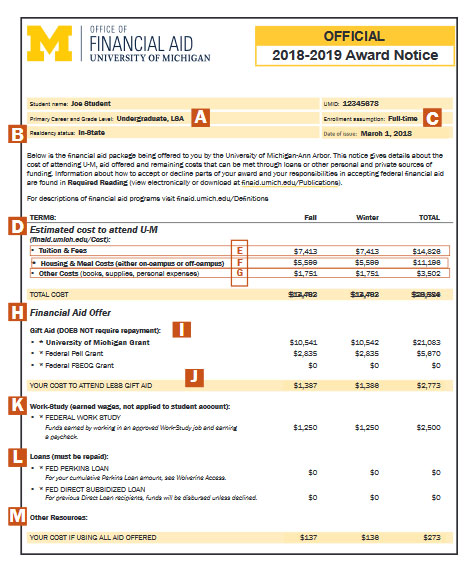 M
OFFICE OF
FINANCIAL AID
UNIVERSITY OF MICHIGAN
OFFICIAL
2018-2019 Award Notice
Student name: Joe Student UMID: 12345678
Primary Career and Grade Level: Undergraduate, LSA A Enrollment assumption: Full-time C
B Residency status: In-State Date of issue: March 1, 2018
Below is the financial aid package being offered to you by the University of Michigan-Ann Arbor. This notice gives details about the
cost of attending U-M, aid offered and remaining costs that can be met through loans or other personal and private sources of
funding. Information about how to accept or decline parts of your award and your responsibilities in accepting federal financial aid
are found in Required Reading (view electronically or download at finaid.umich.edu/Publications).
For descriptions of financial aid programs visit finaid.umich.edu/Definitions
TERMS: Fall Winter TOTAL
D Estimated cost to attend U-M
(finaid.umich.edu/Cost):
• Tuition & Fees E $7,413 $7,413 $14,826
• Housing & Meal Costs (either on-campus or off-campus) F $5,599 $5,599 $11,198
• Other Costs (books, supplies, personal expenses) G $1,751 $1,751 $3,502
TOTAL COST
H Financial Aid Offer
Gift Aid (DOES NOT require repayment): I
• * University of Michigan Grant $10,541 $10,542 $21,083
• * Federal Pell Grant $2,835 $2,835 $5,670
• * Federal FSEOG Grant $0 $0 $0
J
YOUR COST TO ATTEND LESS GIFT AID $1,387 $1,386 $2,773
K Work-Study (earned wages, not applied to student account):
• * FEDERAL WORK STUDY
Funds earned by working in an approved Work-Study job and earning $1,250 $1,250 $2,500
a paycheck.
L Loans (must be repaid):
• * FED PERKINS LOAN $0 $0 $0
For your cumulative Perkins Loan amount, see Wolverine Access.
• * FED DIRECT SUBSIDIZED LOAN
For previous Direct Loan recipients, funds will be disbursed unless declined. $0 $0 $0
M Other Resources:
YOUR COST IF USING ALL AID OFFERED $137 $136 $273